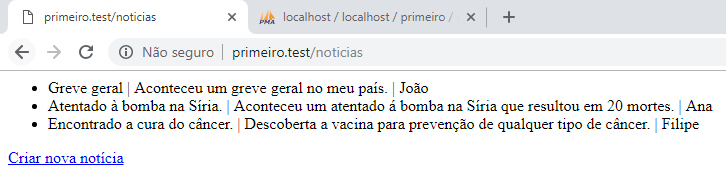 primeiro.test/noticias
PMA localhost / localhost / primeiro /
Não seguro | primeiro.test/noticias
• Greve geral | Aconteceu um greve geral no meu país. | João
• Atentado à bomba na Síria. | Aconteceu um atentado á bomba na Síria que resultou em 20 mortes. | Ana
• Encontrado a cura do câncer. | Descoberta a vacina para prevenção de qualquer tipo de câncer. | Filipe
Criar nova notícia